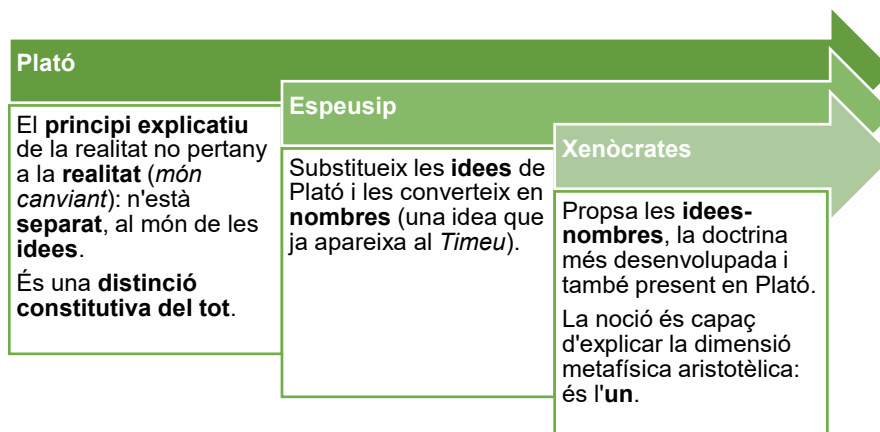 Plató
El principi explicatiu
de la realitat no pertany
a la realitat (món
canviant): n'està
separat, al món de les
idees.
És una distinció
constitutiva del tot.
Espeusip
Substitueix les idees de
Plató i les converteix en
nombres (una idea que
ja apareixa al Timeu).
Xenòcrates
Propsa les idees-
nombres, la doctrina
més desenvolupada i
també present en Plató.
La noció és capaç
d'explicar la dimensió
metafísica aristotèlica:
és l'un.